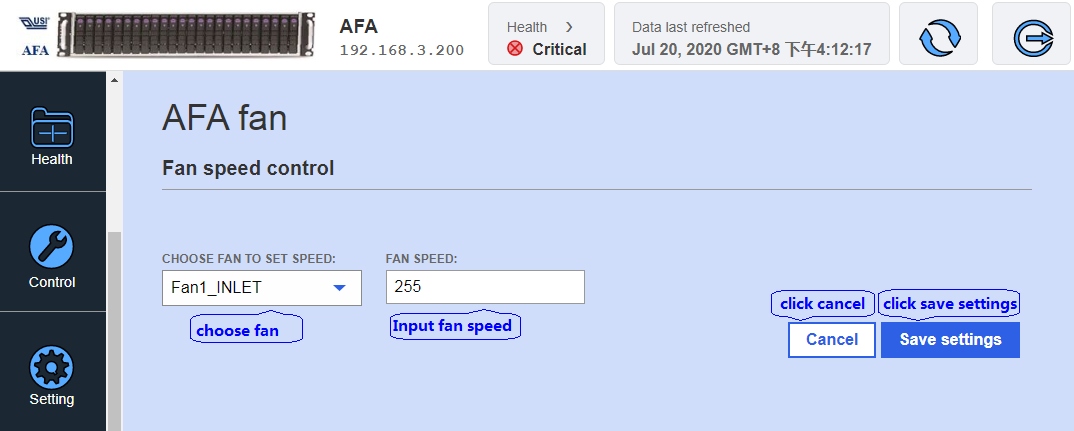 USI
AFA
AFA
192.168.3.200
Health >
Critical
Data last refreshed
Jul 20, 2020 GMT+8 下午4:12:17
Health
Control
Setting
AFA fan
Fan speed control
CHOOSE FAN TO SET SPEED:
FAN SPEED:
Fan1_INLET
255
choose fan
Input fan speed
click cancel
click save settings
Cancel
Save settings